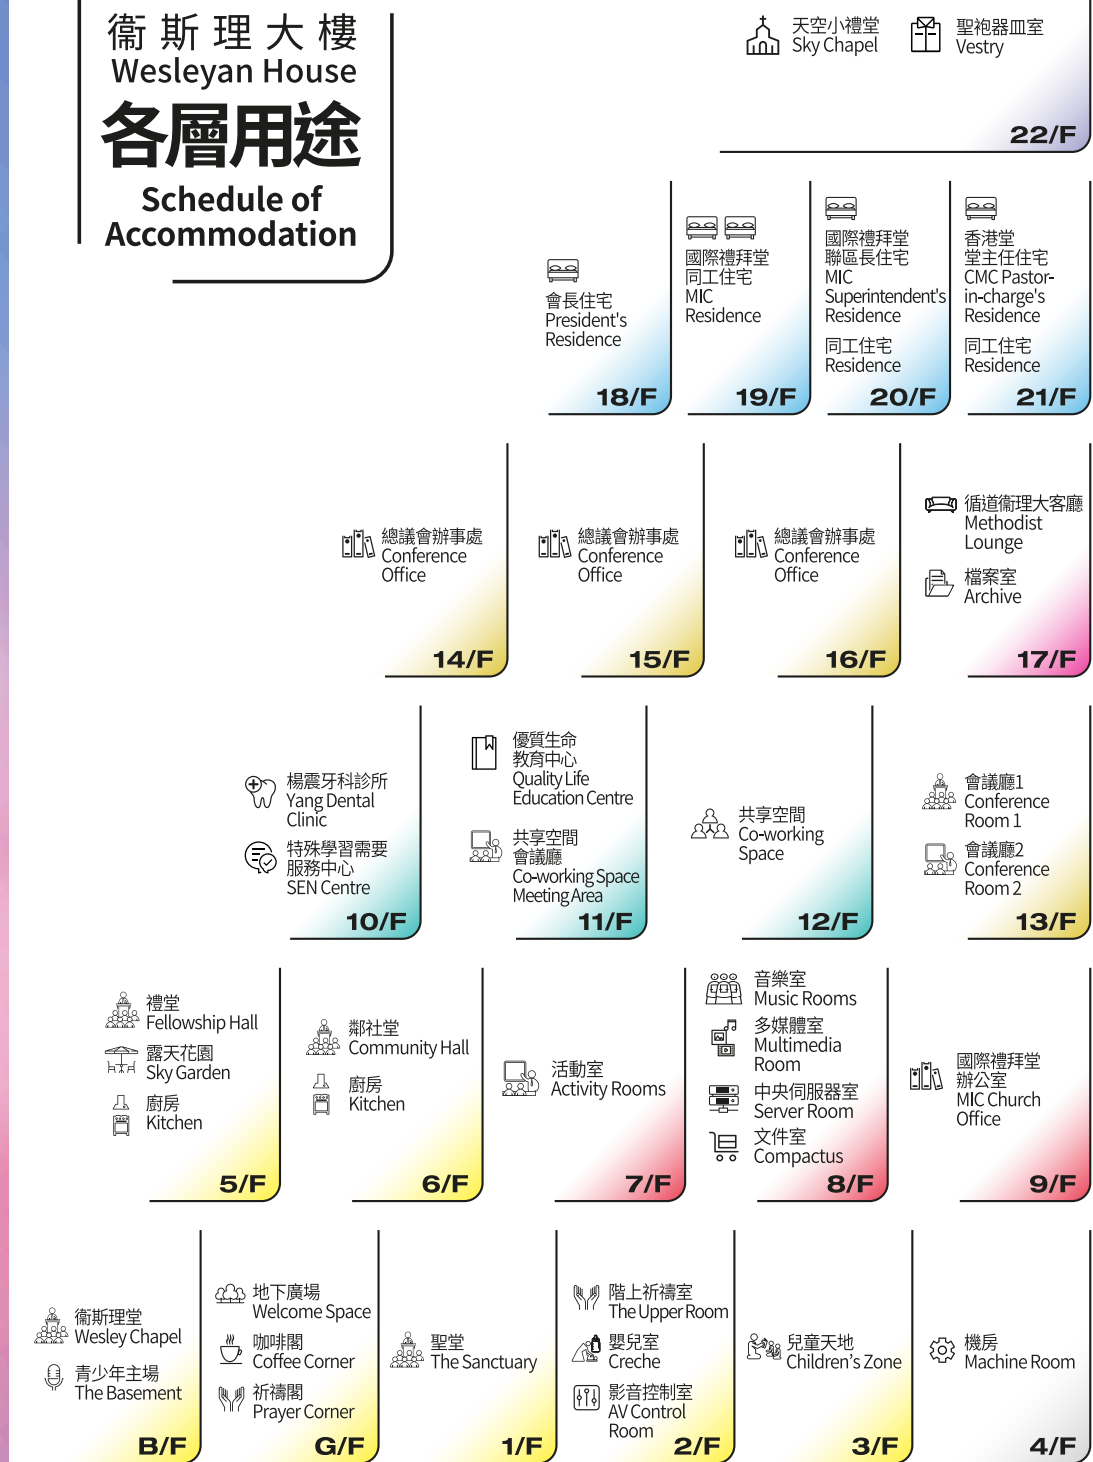 衞斯理大樓
Wesleyan House
各層用途
Schedule of
Accommodation
天空小禮堂
Sky Chapel
聖袍器皿室
Vestry
22/F
會長住宅
President's
Residence
18/F
國際禮拜堂
同工住宅
MIC
Residence
19/F
國際禮拜堂
聯區長住宅
MIC
Superintendent's
Residence
同工住宅
Residence
20/F
香港堂
堂主任住宅
CMC Pastor-
in-charge's
Residence
同工住宅
Residence
21/F
總議會辦事處
Conference
Office
14/F
總議會辦事處
Conference
Office
15/F
總議會辦事處
Conference
Office
16/F
循道衞理大客廳
Methodist
Lounge
檔案室
Archive
17/F
楊震牙科診所
Yang Dental
Clinic
特殊學習需要
服務中心
SEN Centre
10/F
優質生命
教育中心
Quality Life
Education Centre
共享空間
會議廳
Co-working Space
Meeting Area
11/F
共享空間
Co-working
Space
12/F
會議廳1
Conference
Room 1
會議廳2
Conference
Room 2
13/F
禮堂
Fellowship Hall
露天花園
Sky Garden
廚房
Kitchen
5/F
鄰社堂
Community Hall
廚房
Kitchen
6/F
活動室
Activity Rooms
7/F
音樂室
Music Rooms
多媒體室
Multimedia
Room
中央伺服器室
Server Room
文件室
Compactus
8/F
國際禮拜堂
辦公室
MIC Church
Office
9/F
衞斯理堂
Wesley Chapel
青少年主場
The Basement
B/F
地下廣場
Welcome Space
咖啡閣
Coffee Corner
祈禱閣
Prayer Corner
G/F
聖堂
The Sanctuary
1/F
階上祈禱室
The Upper Room
嬰兒室
Creche
影音控制室
AV Control
Room
2/F
兒童天地
Children’s Zone
3/F
機房
Machine Room
4/F